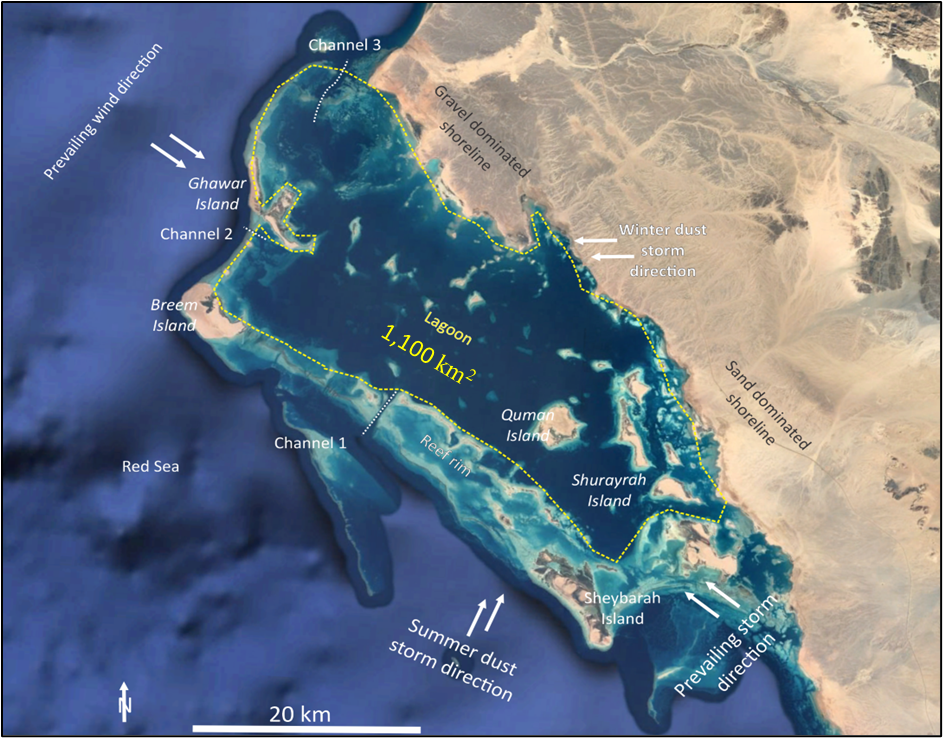 Channel 3
Prevailing wind direction
Gravel dominated
shoreline
Ghawar
Island
Channel 2
Winter dust
storm
direction
Breem
Island
Lagoon
1,100 km²
Sand dominated
shoreline
Quman
Island
Channel 1
Reef rim
Red Sea
Shurayrah
Island
Sheybarah
Island
Summer dust
storm direction
Prevailing storm
direction
N
20 km